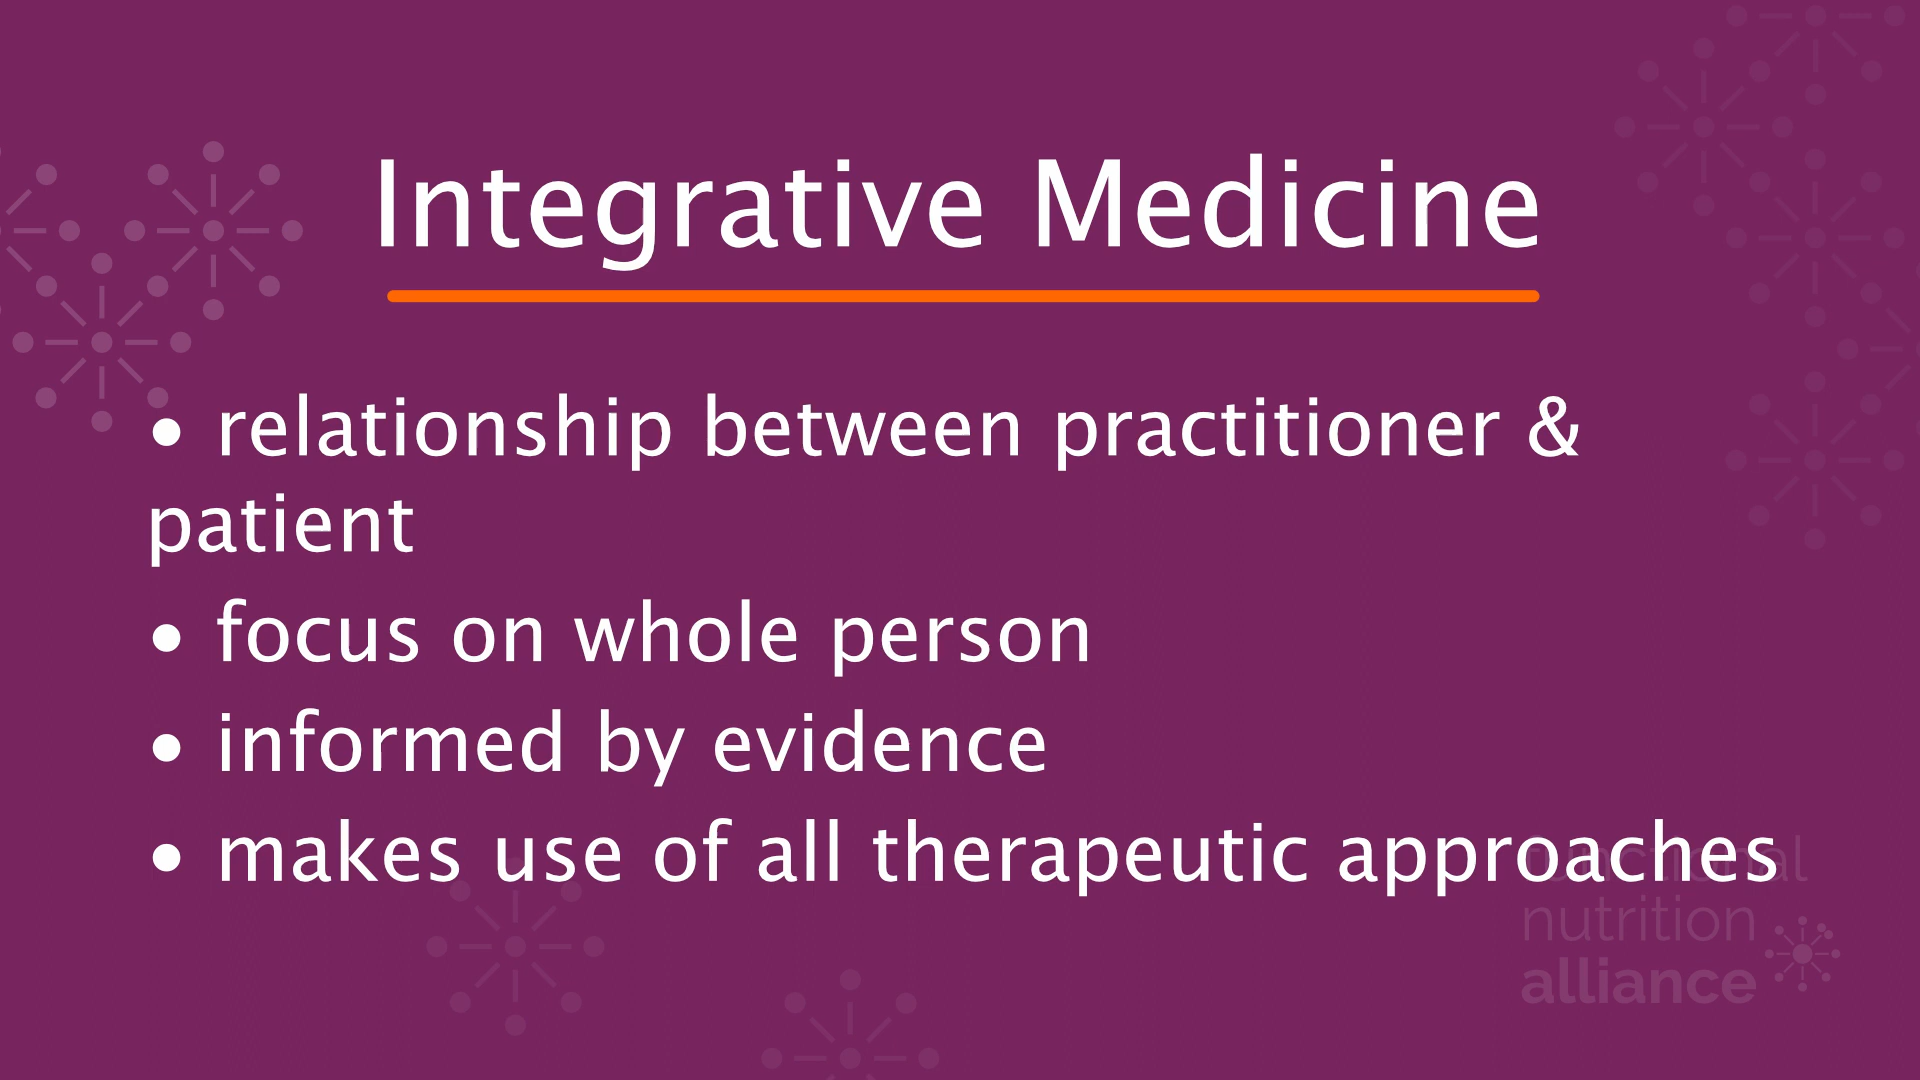 Integrative Medicine
• relationship between practitioner &
patient
• focus on whole person
• informed by evidence
• makes use of all therapeutic approaches
functional
nutrition
alliance